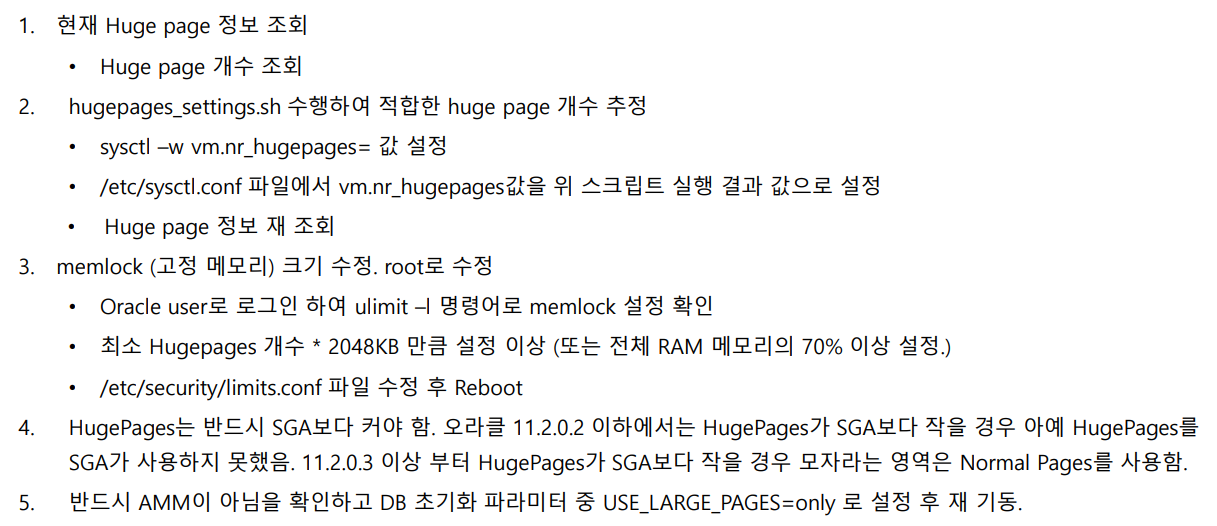 1. 현재 Huge page 정보 조회
• Huge page 개수 조회
2. hugepages_settings.sh 수행하여 적합한 huge page 개수 추정
• sysctl –w vm.nr_hugepages= 값 설정
• /etc/sysctl.conf 파일에서 vm.nr_hugepages값을 위 스크립트 실행 결과 값으로 설정
• Huge page 정보 재 조회
3. memlock (고정 메모리) 크기 수정. root로 수정
• Oracle user로 로그인 하여 ulimit –l 명령어로 memlock 설정 확인
• 최소 Hugepages 개수 * 2048KB 만큼 설정 이상 (또는 전체 RAM 메모리의 70% 이상 설정.)
• /etc/security/limits.conf 파일 수정 후 Reboot
4. HugePages는 반드시 SGA보다 커야 함. 오라클 11.2.0.2 이하에서는 HugePages가 SGA보다 작을 경우 아예 HugePages를
SGA가 사용하지 못했음. 11.2.0.3 이상 부터 HugePages가 SGA보다 작을 경우 모자라는 영역은 Normal Pages를 사용함.
5. 반드시 AMM이 아님을 확인하고 DB 초기화 파라미터 중 USE_LARGE_PAGES=only 로 설정 후 재 기동.